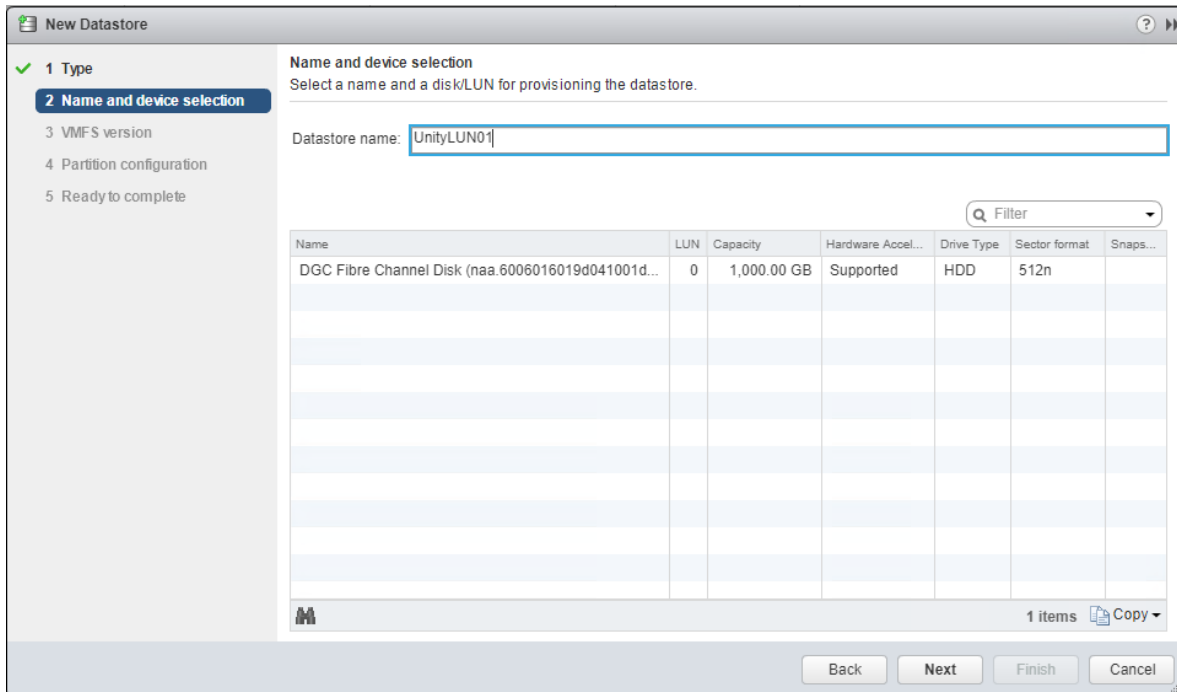 New Datastore
1 Type
2 Name and device selection
3 VMFS version
4 Partition configuration
5 Ready to complete
Name and device selection
Select a name and a disk/LUN for provisioning the datastore.
Datastore name: UnityLUN01
Filter
Name LUN Capacity Hardware Accel... Drive Type Sector format Snaps...
DGC Fibre Channel Disk (naa.6006016019d041001d... 0 1,000.00 GB Supported HDD 512n
1 items Copy
Back Next Finish Cancel